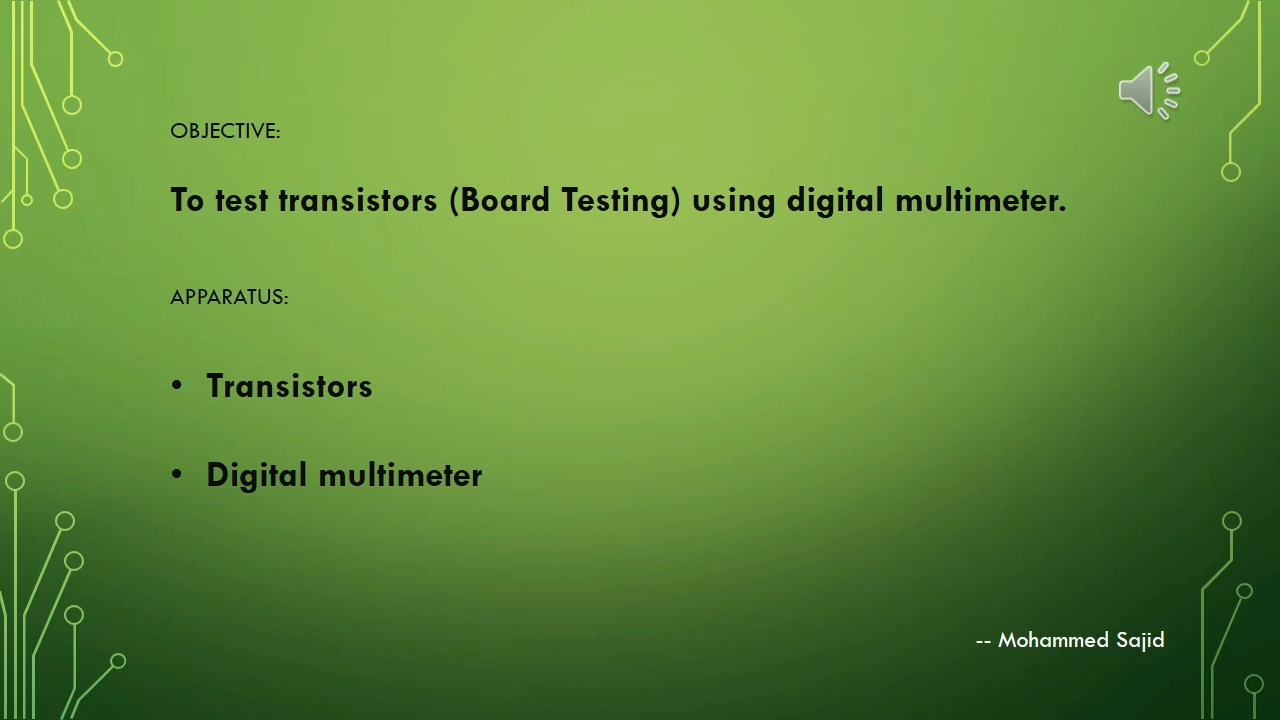 OBJECTIVE:
To test transistors (Board Testing) using digital multimeter.
APPARATUS:
• Transistors
• Digital multimeter
-- Mohammed Sajid